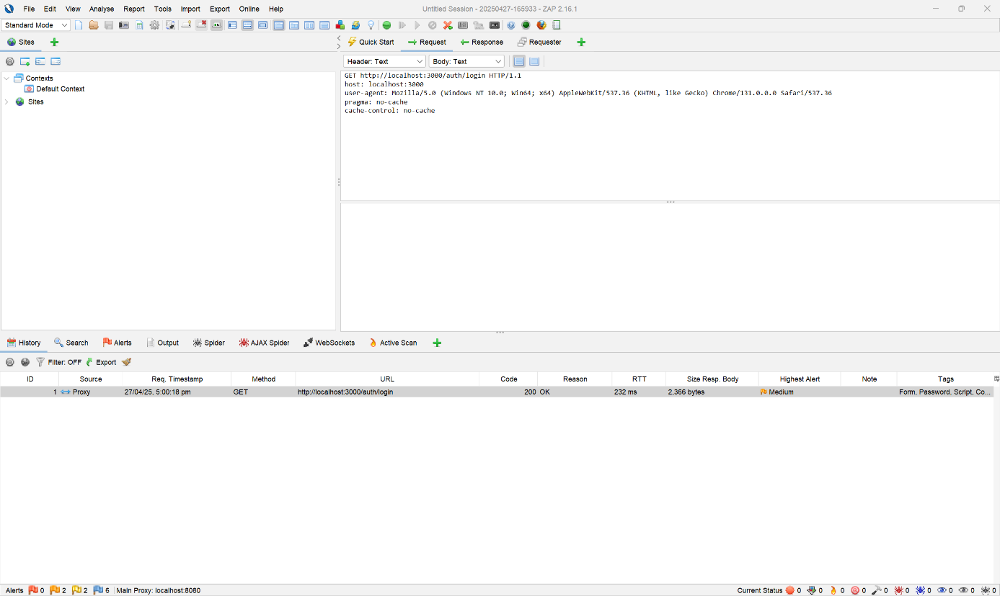 File Edit View Analyse Report Tools Import Export Online Help
Untitled Session - 20250427-165933 - ZAP 2.16.1
Standard Mode
Sites
Quick Start Request Response Requester
Header: Text Body: Text
Contexts
Default Context
Sites
GET http://localhost:3000/auth/login HTTP/1.1
host: localhost:3000
user-agent: Mozilla/5.0 (Windows NT 10.0; Win64; x64) AppleWebKit/537.36 (KHTML, like Gecko) Chrome/131.0.0.0 Safari/537.36
pragma: no-cache
cache-control: no-cache
History Search Alerts Output Spider AJAX Spider WebSockets Active Scan
Filter: OFF Export
ID Source Req. Timestamp Method URL Code Reason RTT Size Resp. Body Highest Alert Note Tags
1 Proxy 27/04/25, 5:00:18 pm GET http://localhost:3000/auth/login 200 OK 232 ms 2,366 bytes Medium Form, Password, Script, Co...
Alerts 0 2 2 6 Main Proxy: localhost:8080 Current Status 0 0 0 0 0 0 0 0 0 0